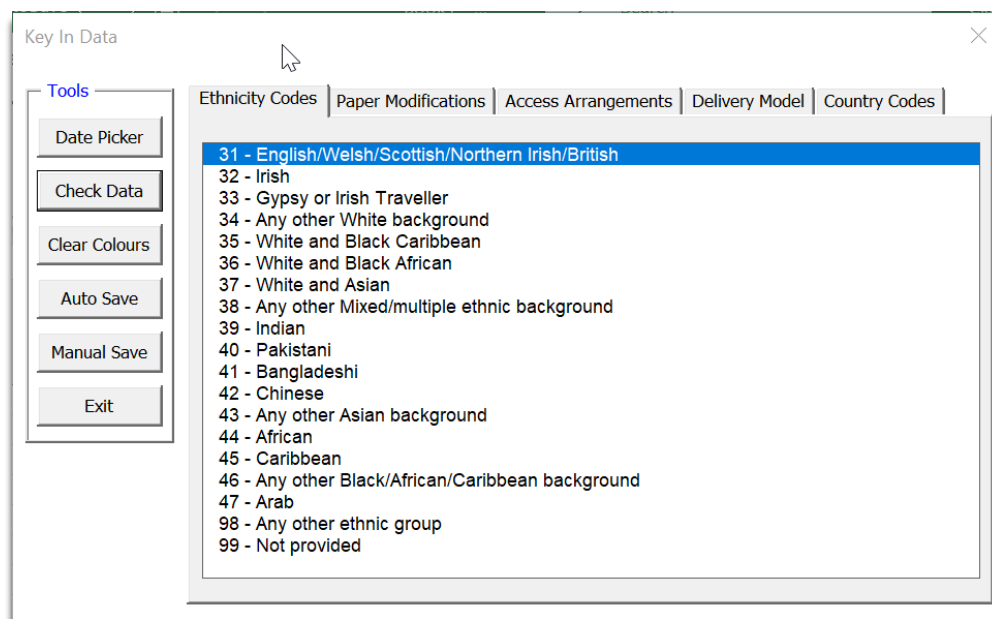 Key In Data
Tools
Date Picker
Check Data
Clear Colours
Auto Save
Manual Save
Exit
Ethnicity Codes Paper Modifications Access Arrangements Delivery Model Country Codes
31 - English/Welsh/Scottish/Northern Irish/British
32 - Irish
33 - Gypsy or Irish Traveller
34 - Any other White background
35 - White and Black Caribbean
36 - White and Black African
37 - White and Asian
38 - Any other Mixed/multiple ethnic background
39 - Indian
40 - Pakistani
41 - Bangladeshi
42 - Chinese
43 - Any other Asian background
44 - African
45 - Caribbean
46 - Any other Black/African/Caribbean background
47 - Arab
98 - Any other ethnic group
99 - Not provided